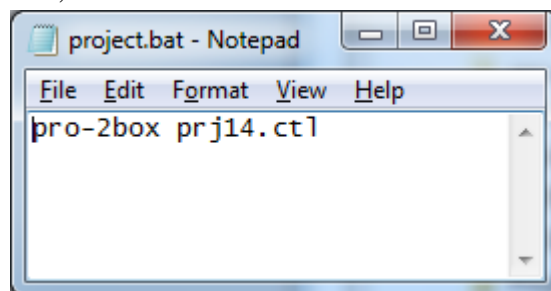 project.bat - Notepad
File Edit Format View Help
pro-2box prj14.ctl